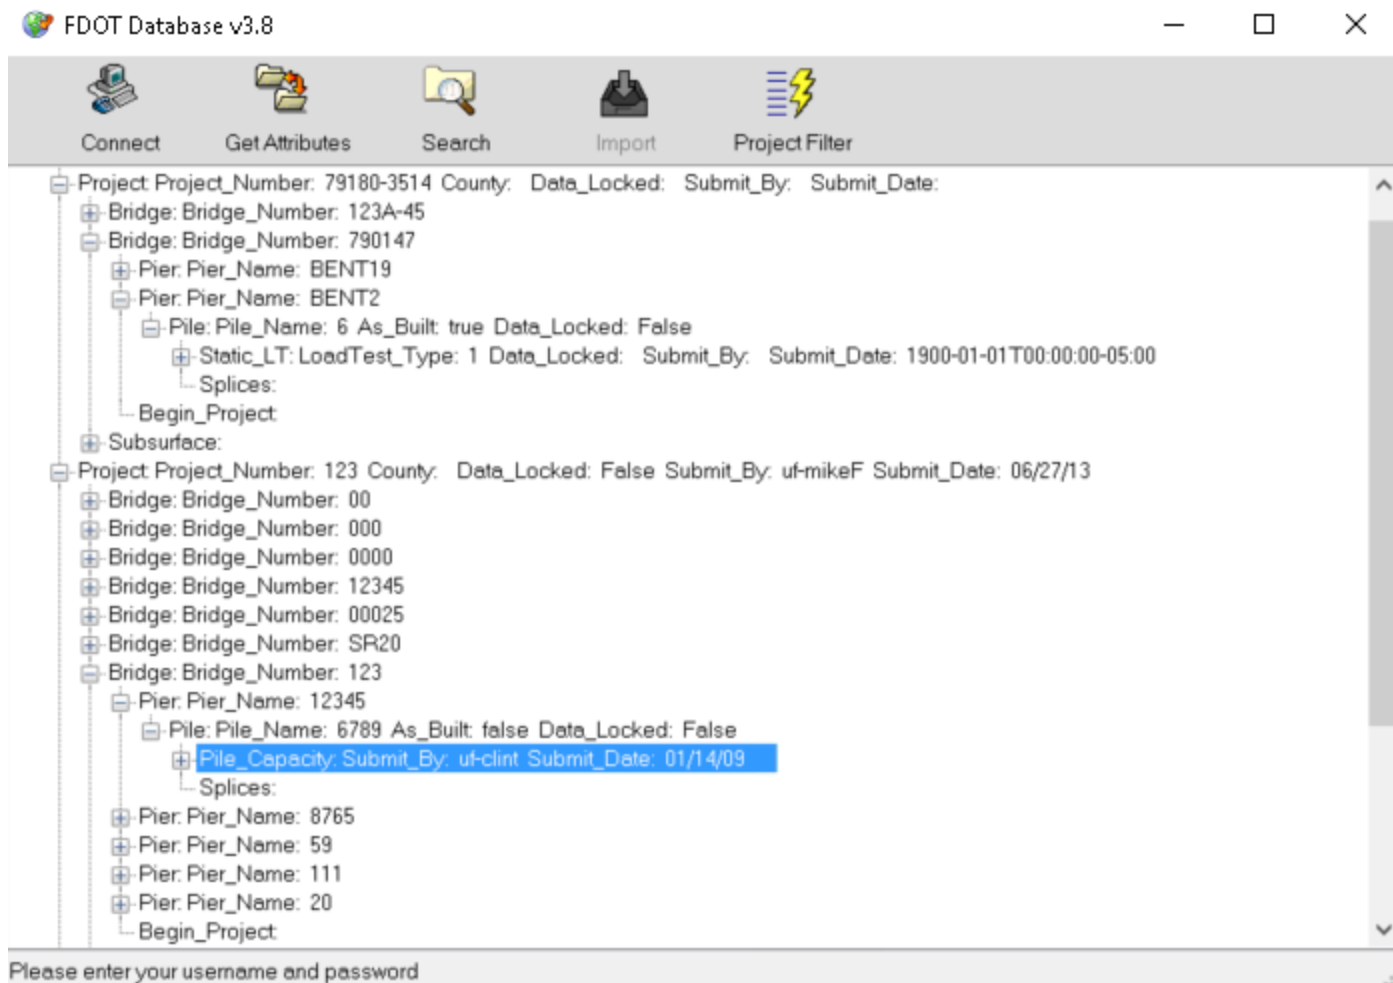 FDOT Database v3.8
Connect Get Attributes Search Import Project Filter
Project: Project_Number: 79180-3514 County: Data_Locked: Submit_By: Submit_Date:
Bridge: Bridge_Number: 123A-45
Bridge: Bridge_Number: 790147
Pier: Pier_Name: BENT19
Pier: Pier_Name: BENT2
Pile: Pile_Name: 6 As_Built: true Data_Locked: False
Static_LT: LoadTest_Type: 1 Data_Locked: Submit_By: Submit_Date: 1900-01-01T00:00:00-05:00
Splices:
Begin_Project:
Subsurface:
Project: Project_Number: 123 County: Data_Locked: False Submit_By: uf-mikeF Submit_Date: 06/27/13
Bridge: Bridge_Number: 00
Bridge: Bridge_Number: 000
Bridge: Bridge_Number: 0000
Bridge: Bridge_Number: 12345
Bridge: Bridge_Number: 00025
Bridge: Bridge_Number: SR20
Bridge: Bridge_Number: 123
Pier: Pier_Name: 12345
Pile: Pile_Name: 6789 As_Built: false Data_Locked: False
Pile_Capacity: Submit_By: uf-clint Submit_Date: 01/14/09
Splices:
Pier: Pier_Name: 8765
Pier: Pier_Name: 59
Pier: Pier_Name: 111
Pier: Pier_Name: 20
Begin_Project:
Please enter your username and password